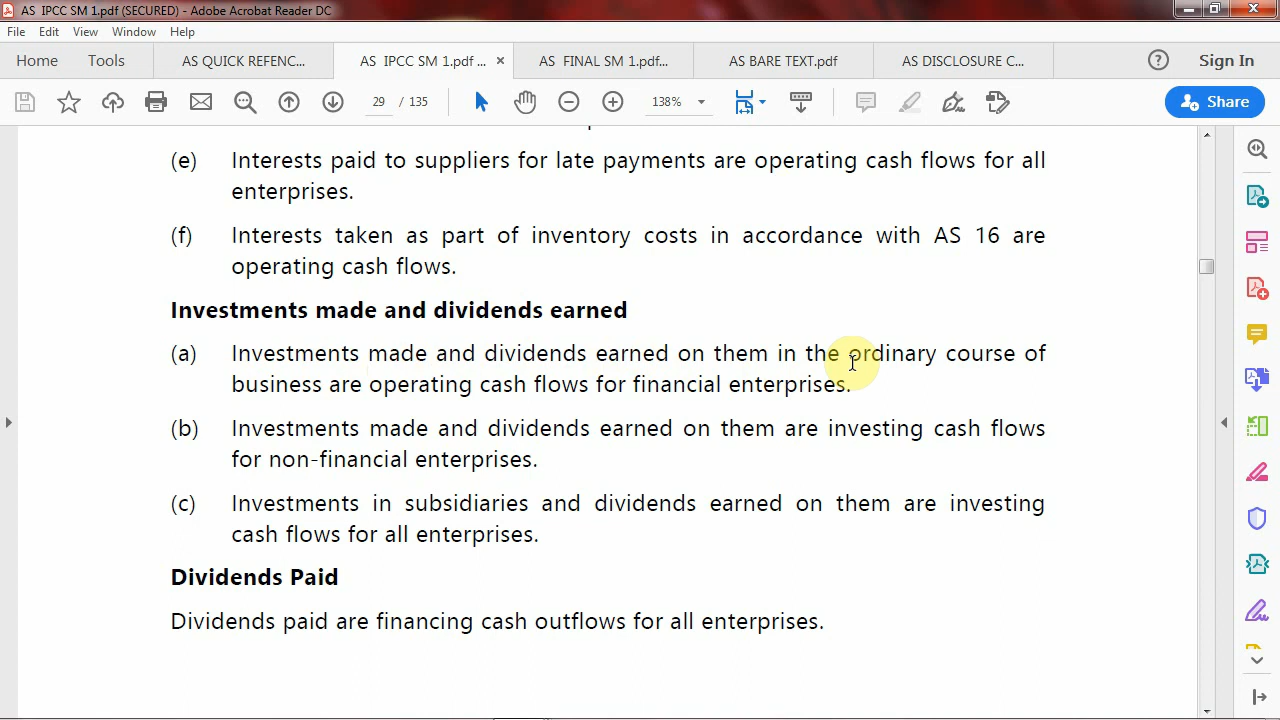 AS IPCC SM 1.pdf (SECURED) - Adobe Acrobat Reader DC
File Edit View Window Help
Home Tools AS QUICK REFENC... AS IPCC SM 1.pdf ... × AS FINAL SM 1.pdf... AS BARE TEXT.pdf AS DISCLOSURE C... Sign In
29 / 135 138% Share
(e) Interests paid to suppliers for late payments are operating cash flows for all
enterprises.
(f) Interests taken as part of inventory costs in accordance with AS 16 are
operating cash flows.
Investments made and dividends earned
(a) Investments made and dividends earned on them in the ordinary course of
business are operating cash flows for financial enterprises.
(b) Investments made and dividends earned on them are investing cash flows
for non-financial enterprises.
(c) Investments in subsidiaries and dividends earned on them are investing
cash flows for all enterprises.
Dividends Paid
Dividends paid are financing cash outflows for all enterprises.